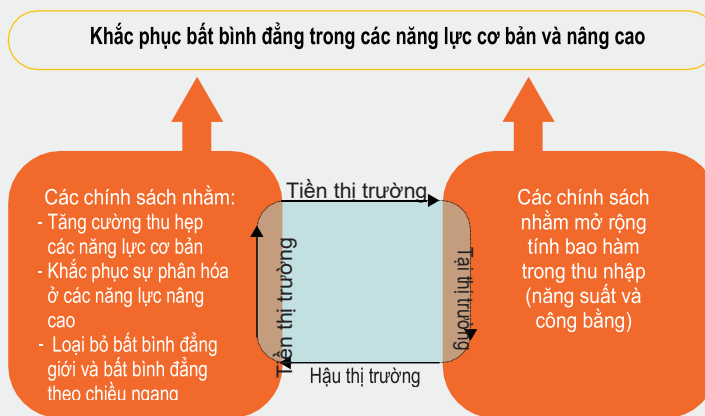 Khắc phục bất bình đẳng trong các năng lực cơ bản và nâng cao
Các chính sách nhằm:
- Tăng cường thu hẹp
các năng lực cơ bản
- Khắc phục sự phân hóa
ở các năng lực nâng
cao
- Loại bỏ bất bình đẳng
giới và bất bình đẳng
theo chiều ngang
Tiền thị trường
Tiền thị trường
Tại thị trường
Hậu thị trường
Các chính sách
nhằm mở rộng
tính bao hàm
trong thu nhập
(năng suất và
công bằng)